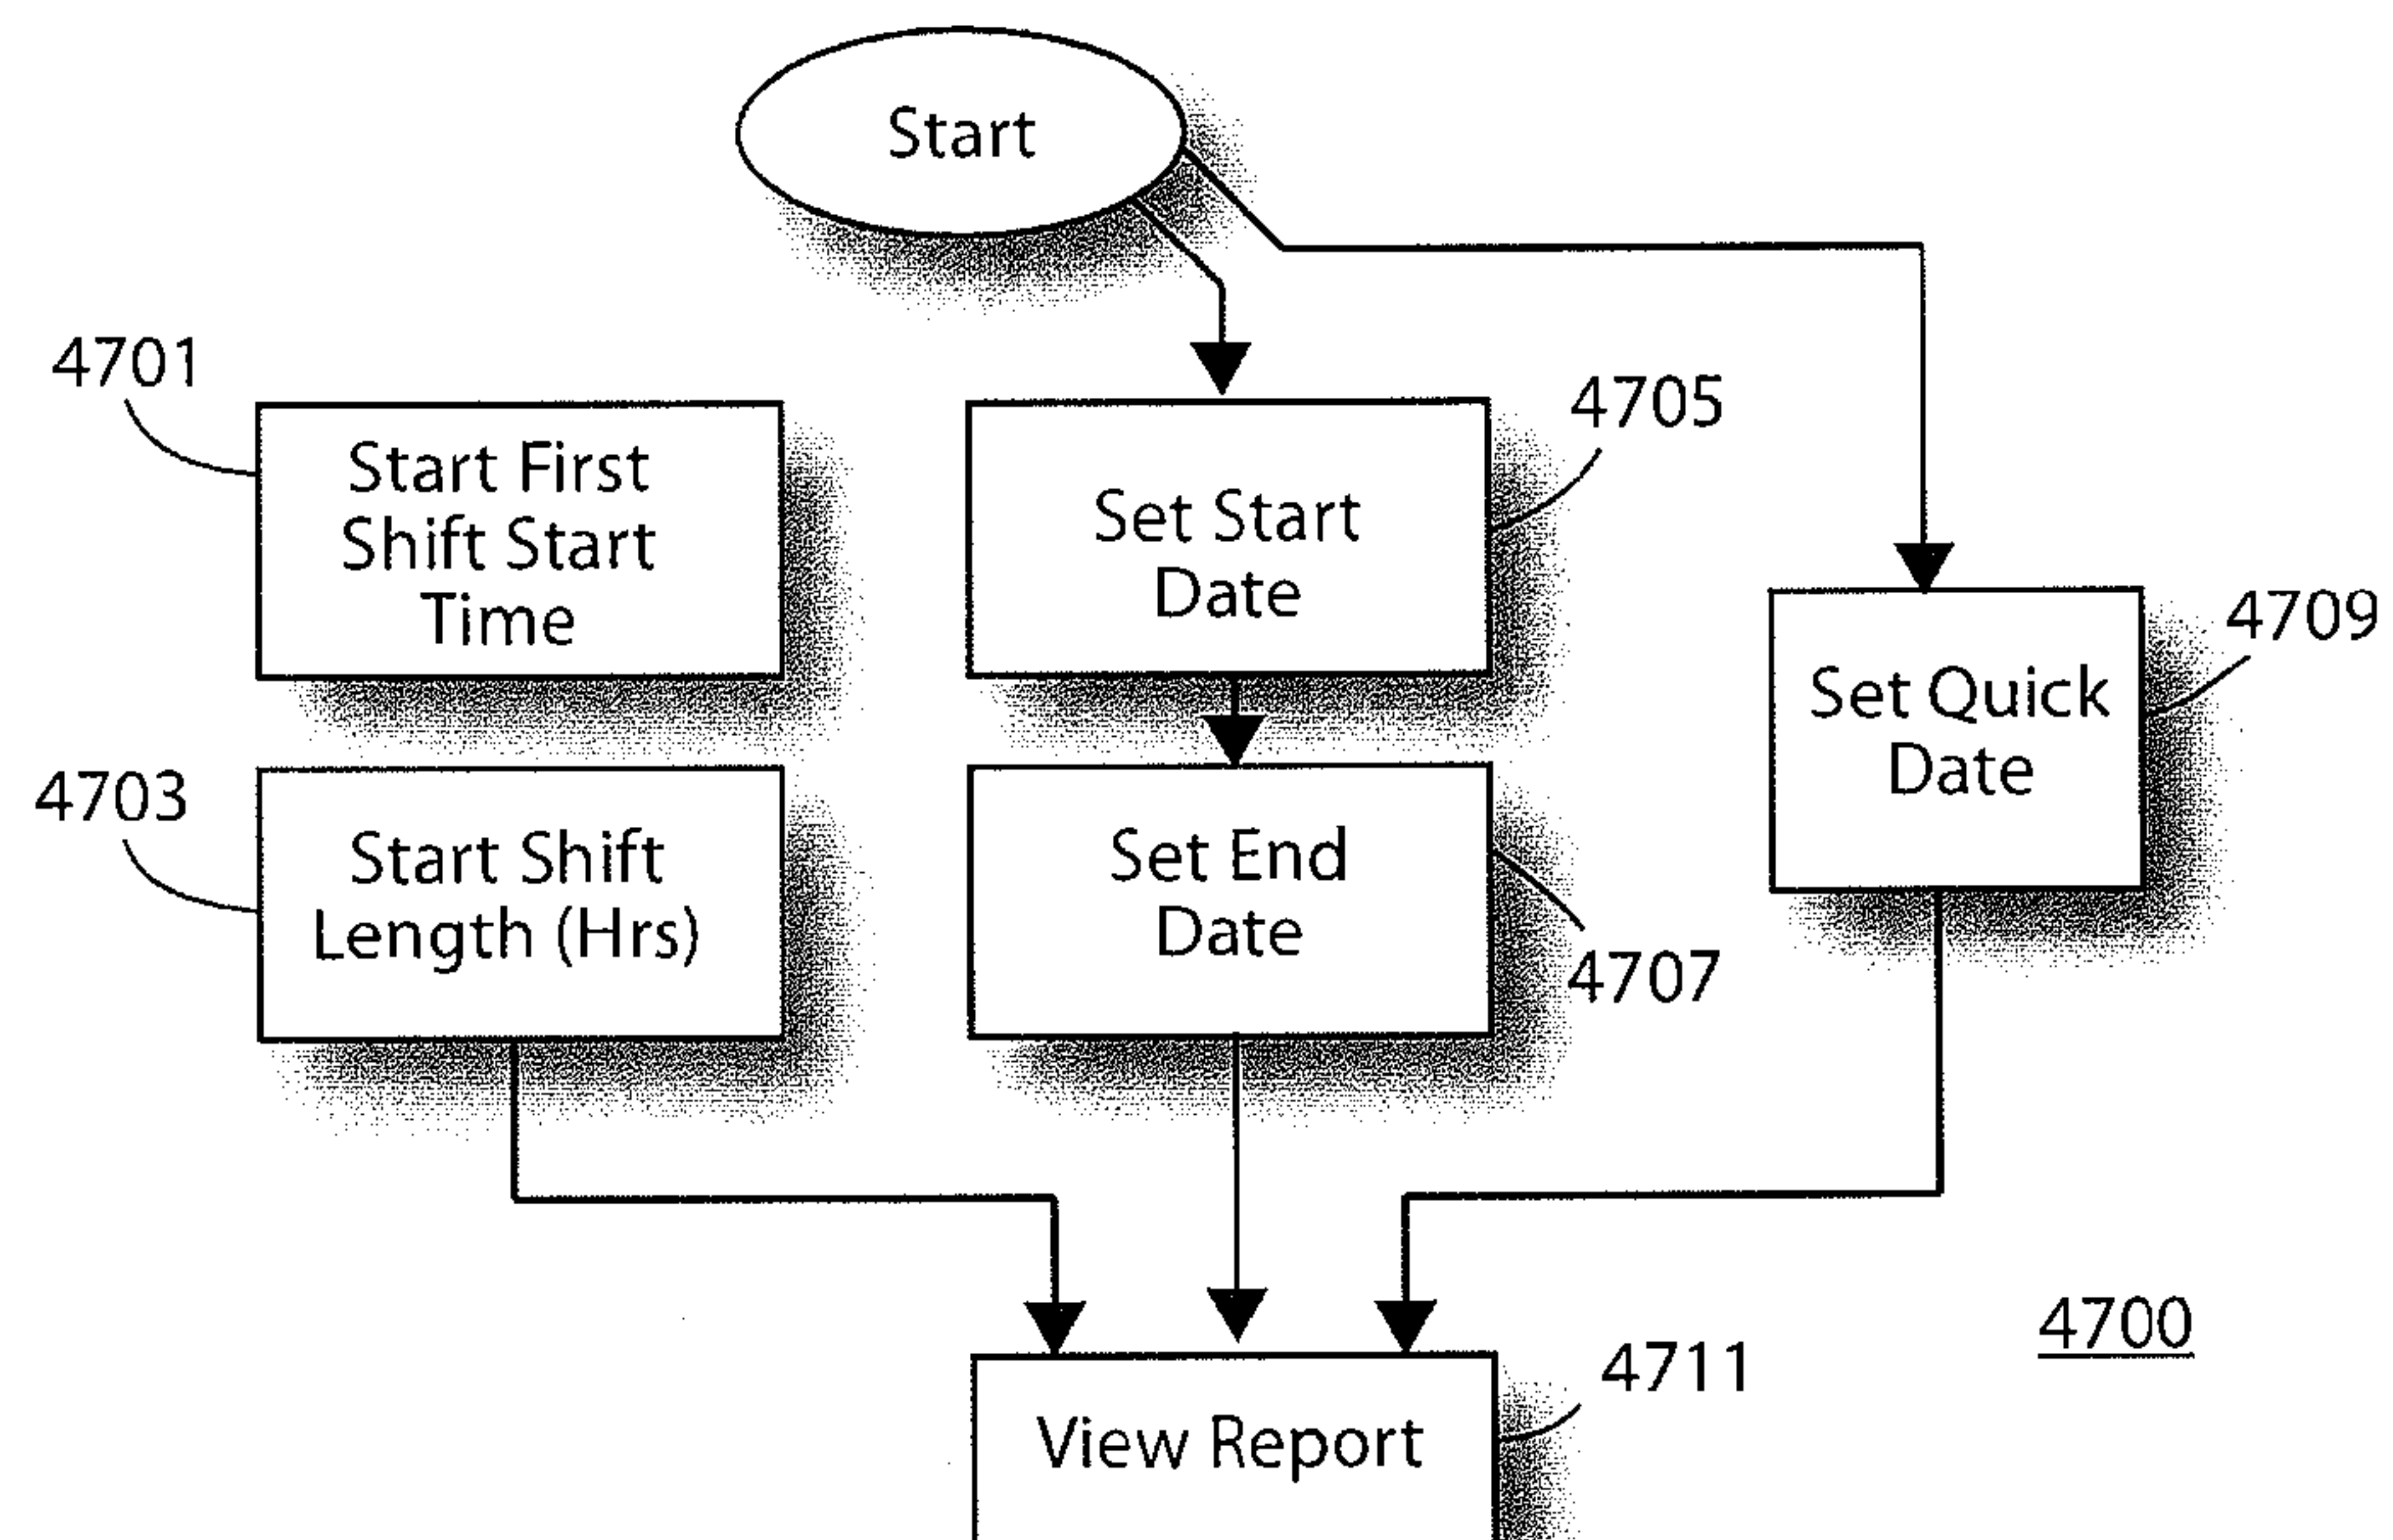 Start
4701
Start First
Shift Start
Time
4705
Set Start
Date
4709
Set Quick
Date
4703
Start Shift
Length (Hrs)
Set End
Date
4707
4700
4711
View Report